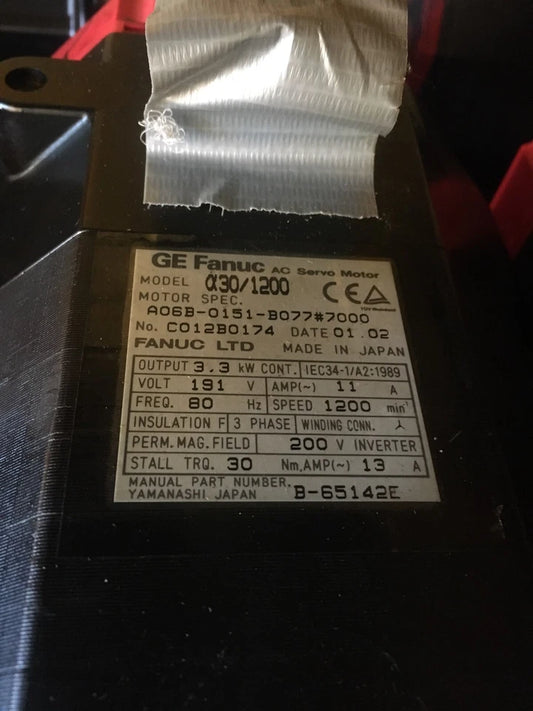 GE Fanuc AC Servo Motor
MODEL α30/1200
MOTOR SPEC.
A06B-0151-B077#7000
No. C012B0174 DATE 01.02
FANUC LTD MADE IN JAPAN
OUTPUT 3.3 kW CONT. IEC34-1/A2:1989
VOLT 191 V AMP(~) 11 A
FREQ. 80 Hz SPEED 1200 min⁻¹
INSULATION F 3 PHASE WINDING CONN. 人
PERM.MAG.FIELD 200 V INVERTER
STALL TRQ. 30 Nm,AMP(~) 13 A
MANUAL PART NUMBER.
YAMANASHI JAPAN B-65142E